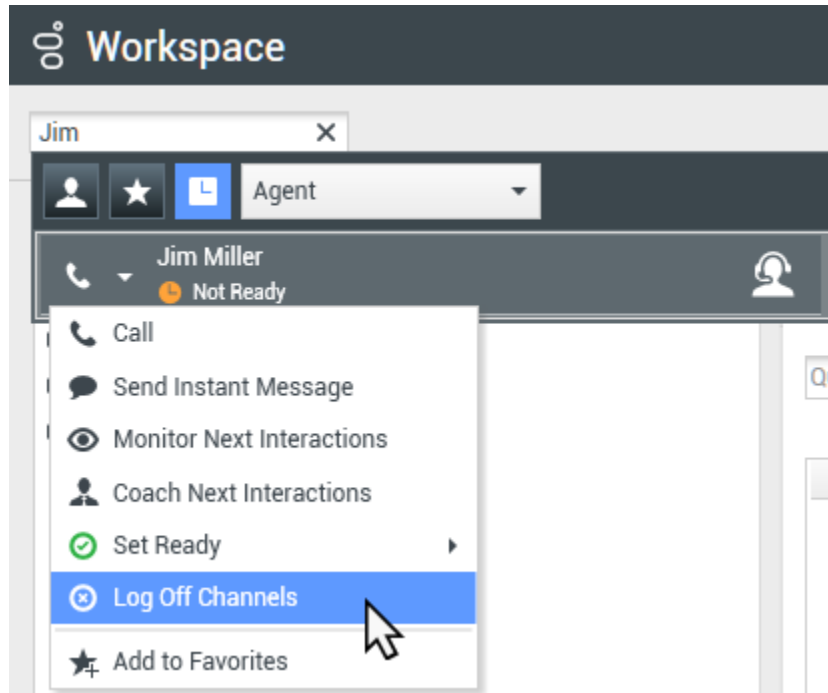 Workspace
Jim
Agent
Jim Miller
Not Ready
Call
Send Instant Message
Monitor Next Interactions
Coach Next Interactions
Set Ready
Log Off Channels
Add to Favorites